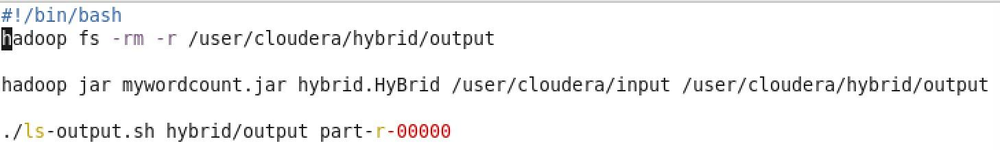 #!/bin/bash
hadoop fs -rm -r /user/cloudera/hybrid/output
hadoop jar mywordcount.jar hybrid.HyBrid /user/cloudera/input /user/cloudera/hybrid/output
./ls-output.sh hybrid/output part-r-00000